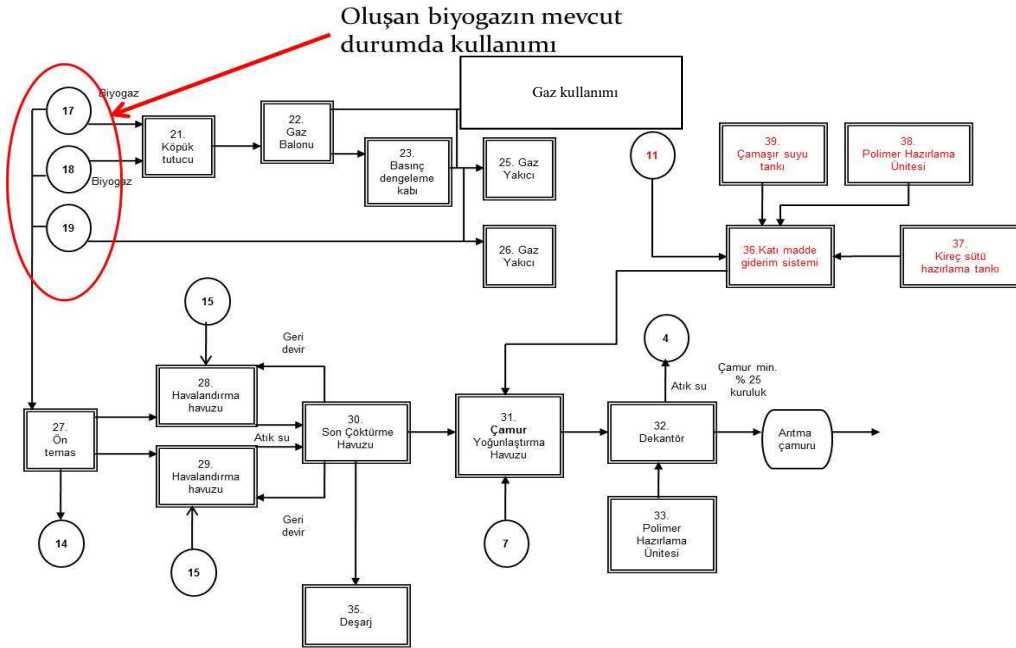 Oluşan biyogazın mevcut
durumda kullanımı
Biyogaz
17
18
Biyogaz
19
21.
Köpük
tutucu
22.
Gaz
Balonu
23.
Basınç
dengeleme
kabı
Gaz kullanımı
25. Gaz
Yakıcı
26. Gaz
Yakıcı
11
39.
Çamaşır suyu
tankı
38.
Polimer Hazırlama
Ünitesi
36.Katı madde
giderim sistemi
37.
Kireç sütü
hazırlama tankı
15
Geri
devir
28.
Havalandırma
havuzu
27.
Ön
temas
Atık su
29.
Havalandırma
havuzu
Geri
devir
14
15
30.
Son Çöktürme
Havuzu
35.
Deşarj
31.
Çamur
Yoğunlaştırma
Havuzu
7
4
Atık su
Çamur min.
% 25
kuruluk
32.
Dekantör
Arıtma
çamuru
33.
Polimer
Hazırlama
Ünitesi